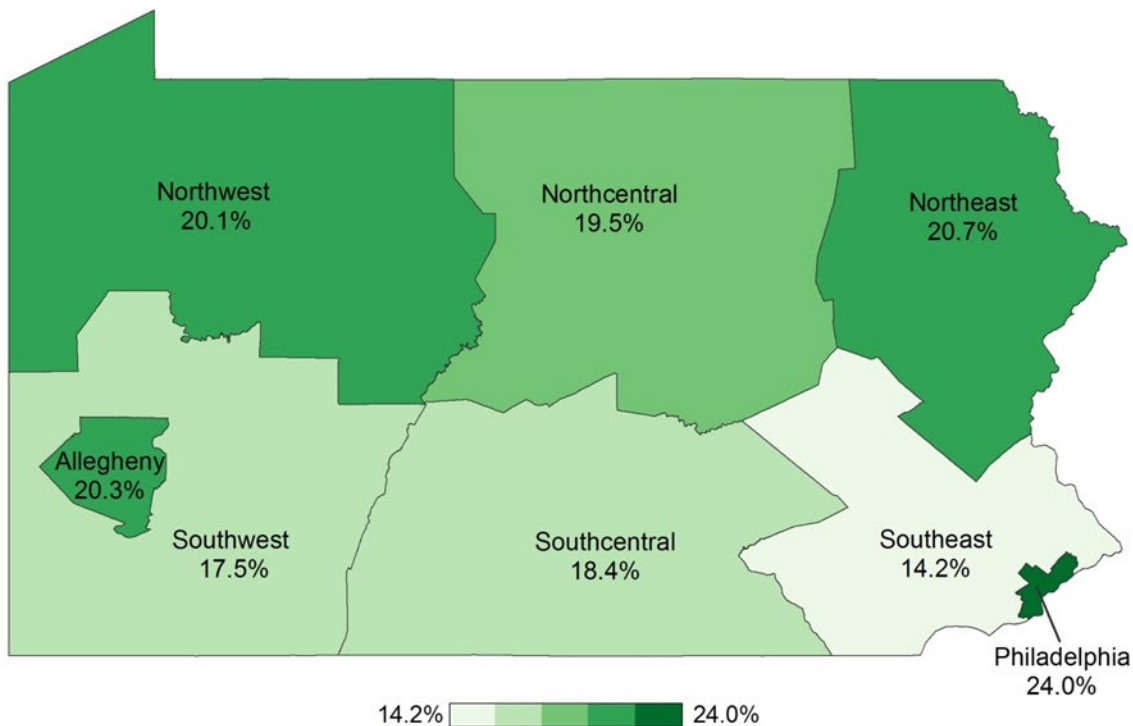 Northwest
20.1%
Northcentral
19.5%
Northeast
20.7%
Allegheny
20.3%
Southwest
17.5%
Southcentral
18.4%
Southeast
14.2%
Philadelphia
24.0%
14.2%
24.0%